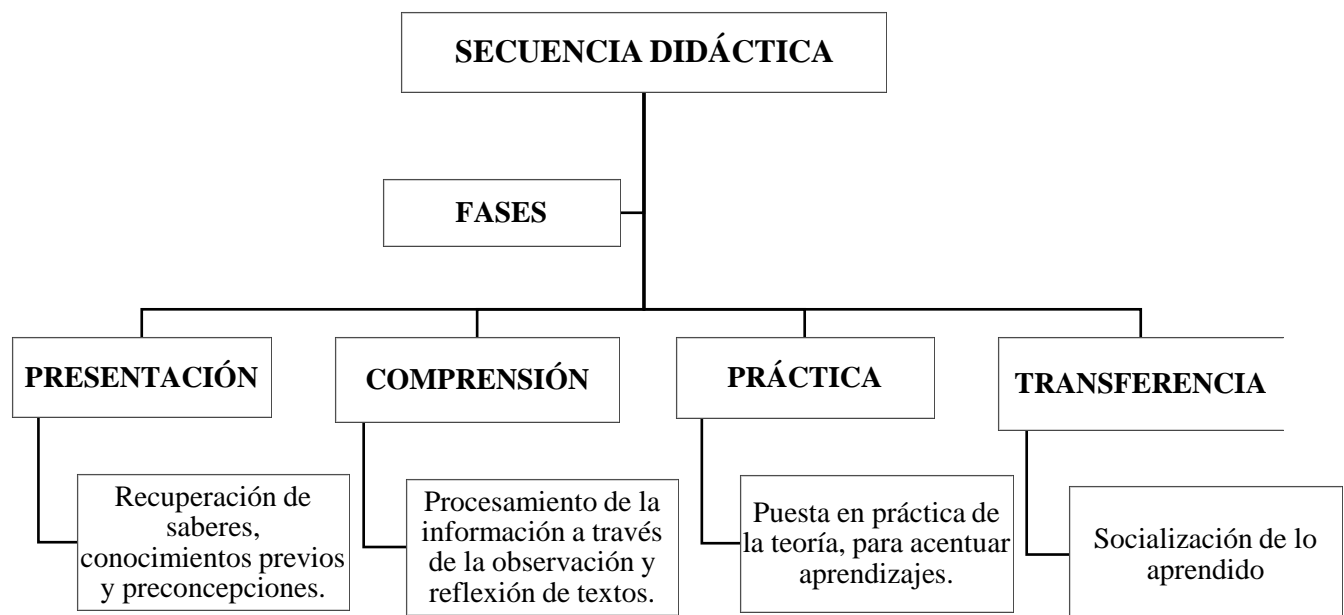 SECUENCIA DIDÁCTICA
FASES
PRESENTACIÓN
COMPRENSIÓN
PRÁCTICA
TRANSFERENCIA
Recuperación de
saberes,
conocimientos previos
y preconcepciones.
Procesamiento de la
información a través
de la observación y
reflexión de textos.
Puesta en práctica de
la teoría, para acentuar
aprendizajes.
Socialización de lo
aprendido